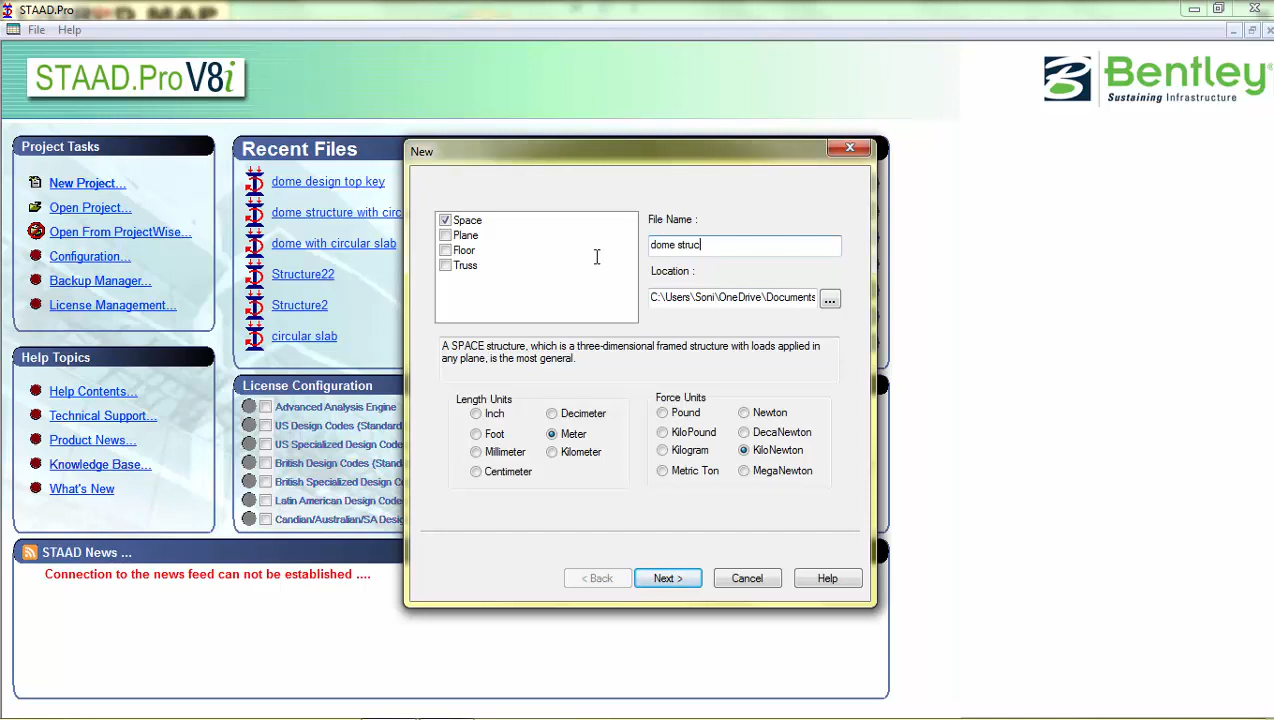 STAAD.Pro
File Help
STAAD.Pro V8i
Bentley®
Sustaining Infrastructure
Project Tasks
New Project...
Open Project...
Open From ProjectWise...
Configuration...
Backup Manager...
License Management...
Recent Files
dome design top key
dome structure with circ
dome with circular slab
Structure22
Structure2
circular slab
Help Topics
Help Contents...
Technical Support...
Product News...
Knowledge Base...
What's New
License Configuration
Advanced Analysis Engine
US Design Codes (Standard
US Specialized Design Code
British Design Codes (Stand
British Specialized Design Co
Latin American Design Codes
Candian/Australian/SA Desig
STAAD News ...
Connection to the news feed can not be established ....
New
Space
Plane
Floor
Truss
File Name :
dome struc
Location :
C:\Users\Soni\OneDrive\Documents
...
A SPACE structure, which is a three-dimensional framed structure with loads applied in
any plane, is the most general.
Length Units
Inch
Decimeter
Foot
Meter
Millimeter
Kilometer
Centimeter
Force Units
Pound
Newton
KiloPound
DecaNewton
Kilogram
KiloNewton
Metric Ton
MegaNewton
< Back
Next >
Cancel
Help